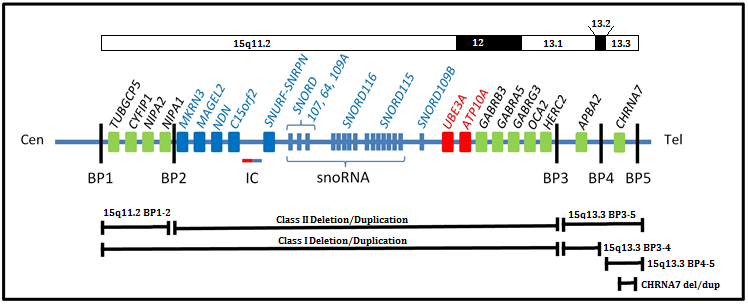 13.2
15q11.2 12 13.1 13.3
TUBGCP5 CYFIP1 NIPA2 NIPA1 MKRN3 MAGEL2 NDN C15orf2 SNURF-SNRPN SNORD 107, 64, 109A SNORD116 SNORD115 SNORD109B UBE3A ATP10A GABRB3 GABRA5 GABRG3 OCA2 HERC2 APBA2 CHRNA7
Cen Tel
BP1 BP2 IC snoRNA BP3 BP4 BP5
15q11.2 BP1-2 Class II Deletion/Duplication 15q13.3 BP3-5
Class I Deletion/Duplication 15q13.3 BP3-4
15q13.3 BP4-5
CHRNA7 del/dup